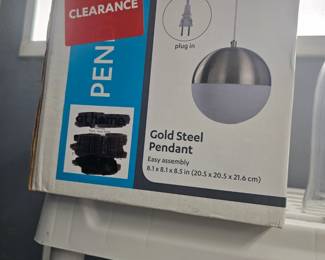 CLEARANCE
plug in
PEN
Gold Steel
Pendant
Easy assembly
8.1 x 8.1 x 8.5 in (20.5 x 20.5 x 21.6 cm)